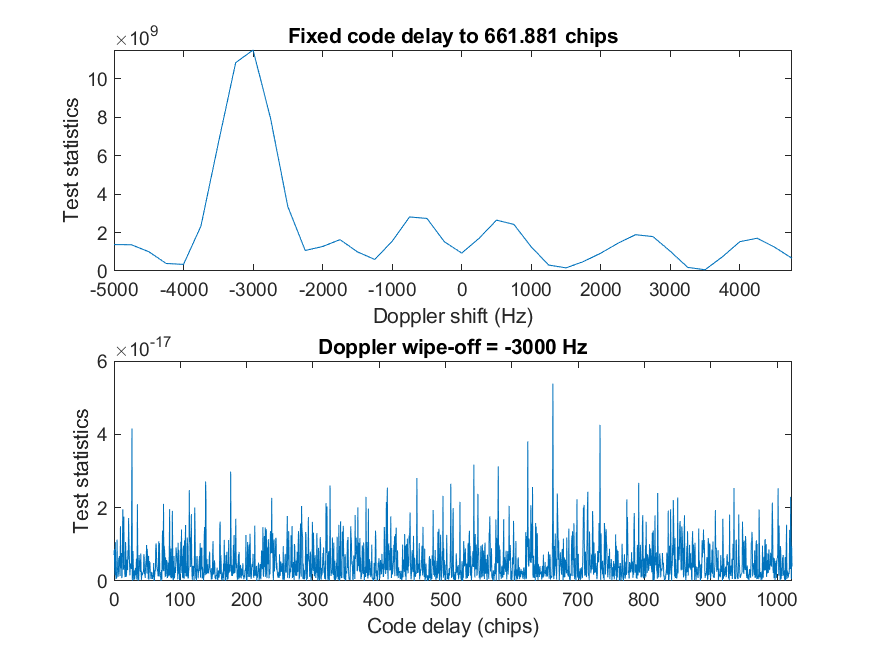 ×10^9
Fixed code delay to 661.881 chips
Test statistics
10
8
6
4
2
0
-5000 -4000 -3000 -2000 -1000 0 1000 2000 3000 4000
Doppler shift (Hz)
×10^-17
Doppler wipe-off = -3000 Hz
Test statistics
6
4
2
0
0 100 200 300 400 500 600 700 800 900 1000
Code delay (chips)